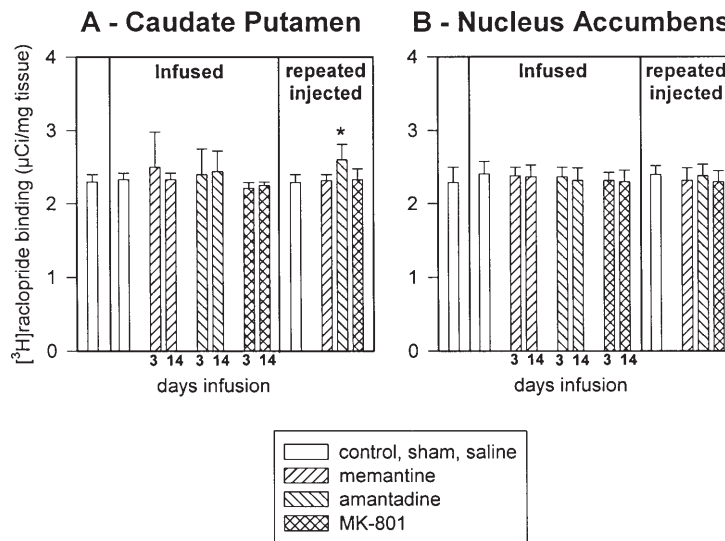 A - Caudate Putamen
B - Nucleus Accumbens
[³H]raclopride binding (µCi/mg tissue)
4
3
2
1
0
Infused
repeated
injected
*
3 14 3 14 3 14
days infusion
4
3
2
1
0
Infused
repeated
injected
3 14 3 14 3 14
days infusion
control, sham, saline
memantine
amantadine
MK-801